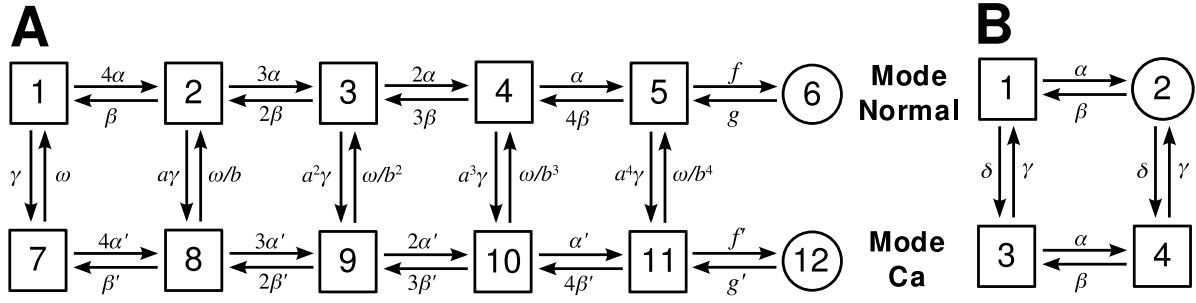 A
B
4α 3α 2α α f
1 2 3 4 5 6
β 2β 3β 4β g
Mode
Normal
α
1 2
β
γ ω aγ ω/b a²γ ω/b² a³γ ω/b³ a⁴γ ω/b⁴
δ γ δ γ
4α′ 3α′ 2α′ α′ f′
7 8 9 10 11 12
β′ 2β′ 3β′ 4β′ g′
Mode
Ca
α
3 4
β